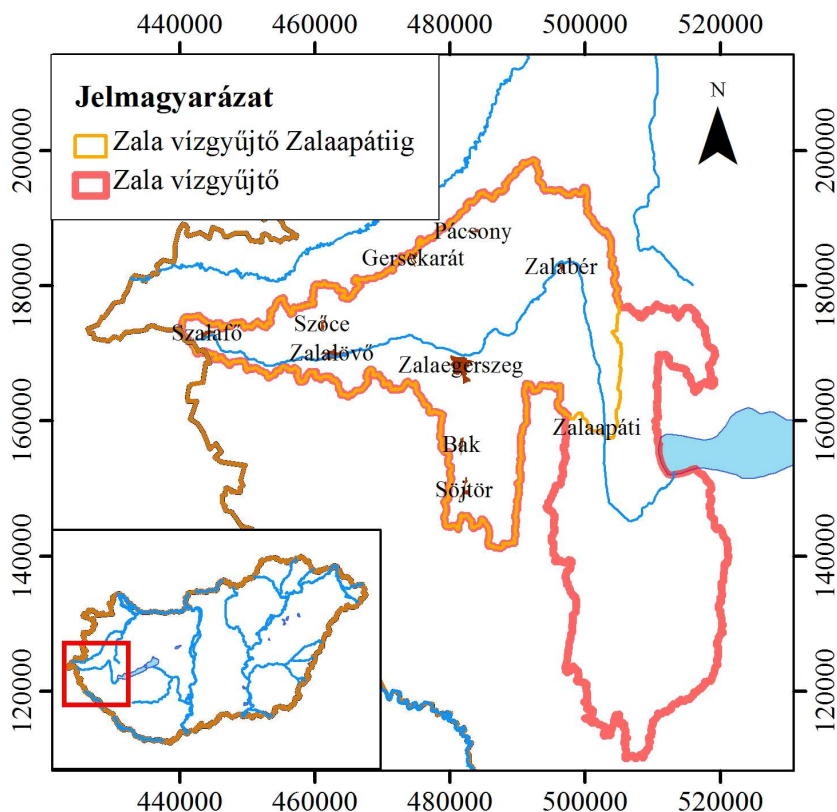 440000 460000 480000 500000 520000
Jelmagyarázat
Zala vízgyűjtő Zalaapátiig
Zala vízgyűjtő
N
200000 200000
Pácsony
Gersekarát
Zalabér
180000 180000
Szőce
Szalafő
Zalalövő
Zalaegerszeg
160000 160000
Zalaapáti
Bak
Söjtör
140000 140000
120000 120000
440000 460000 480000 500000 520000